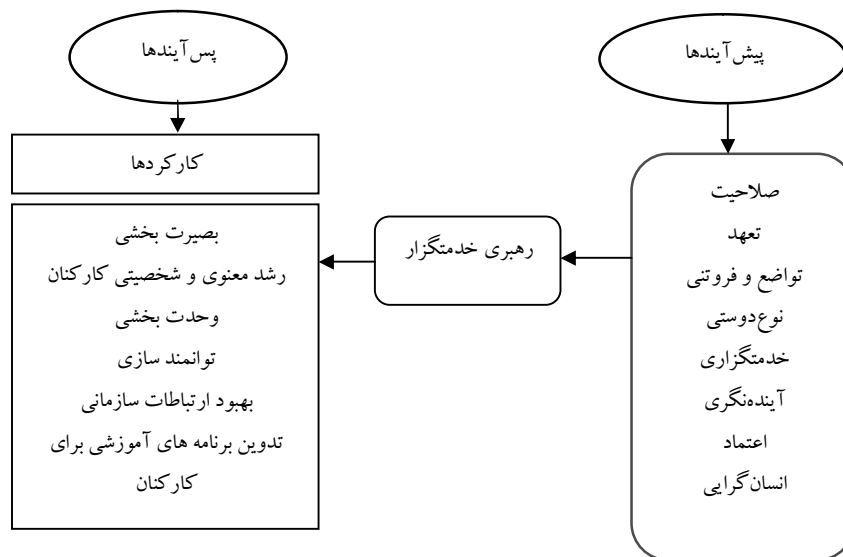 پیش‌آیندها
صلاحیت
تعهد
تواضع و فروتنی
نوع‌دوستی
خدمتگزاری
آینده‌نگری
اعتماد
انسان‌گرایی
رهبری خدمتگزار
پس‌آیندها
کارکردها
بصیرت بخشی
رشد معنوی و شخصیتی کارکنان
وحدت بخشی
توانمند سازی
بهبود ارتباطات سازمانی
تدوین برنامه های آموزشی برای
کارکنان